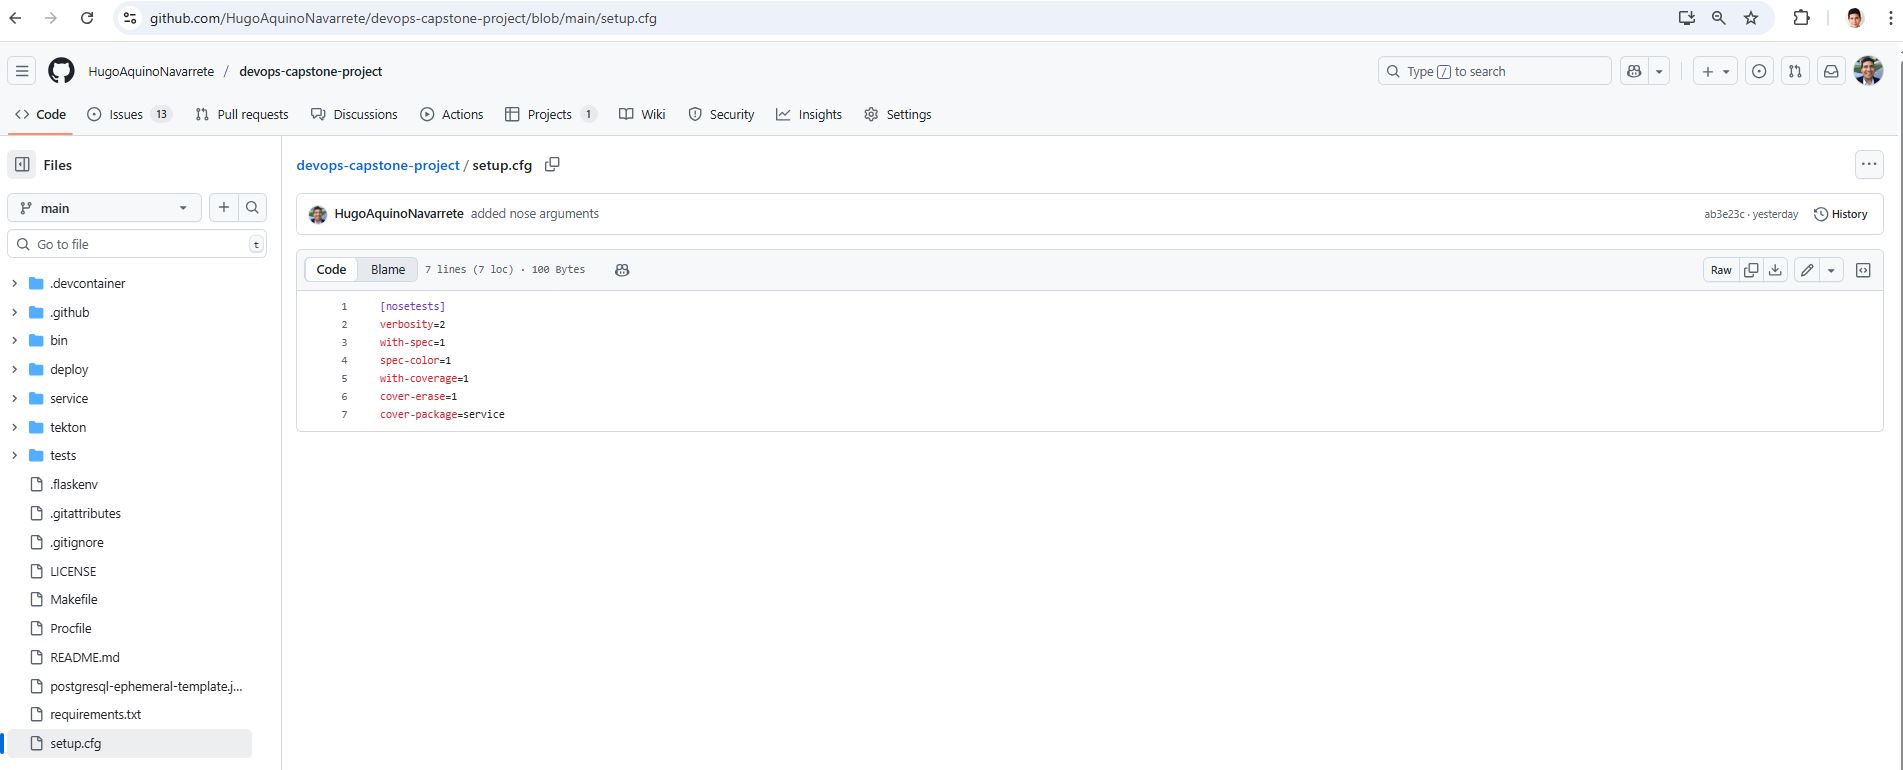 github.com/HugoAquinoNavarrete/devops-capstone-project/blob/main/setup.cfg
HugoAquinoNavarrete / devops-capstone-project
Type / to search
Code
Issues 13
Pull requests
Discussions
Actions
Projects 1
Wiki
Security
Insights
Settings
Files
main
Go to file
t
.devcontainer
.github
bin
deploy
service
tekton
tests
.flaskenv
.gitattributes
.gitignore
LICENSE
Makefile
Procfile
README.md
postgresql-ephemeral-template.j...
requirements.txt
setup.cfg
devops-capstone-project / setup.cfg
HugoAquinoNavarrete added nose arguments
ab3e23c · yesterday
History
Code
Blame
7 lines (7 loc) · 100 Bytes
Raw
1 [nosetests]
2 verbosity=2
3 with-spec=1
4 spec-color=1
5 with-coverage=1
6 cover-erase=1
7 cover-package=service